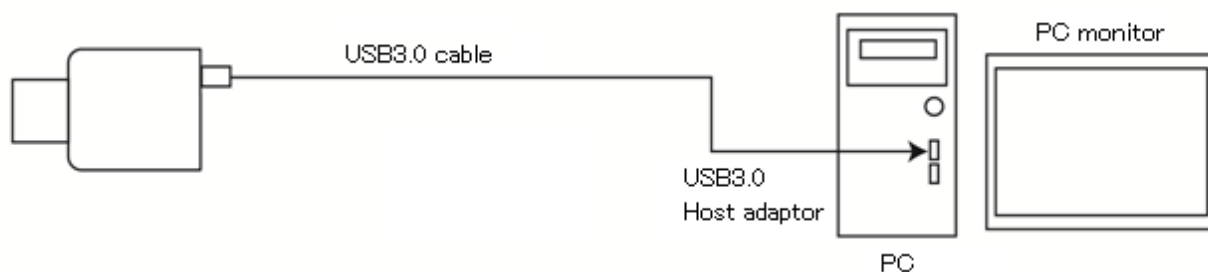 PC monitor
USB3.0 cable
USB3.0
Host adaptor
PC